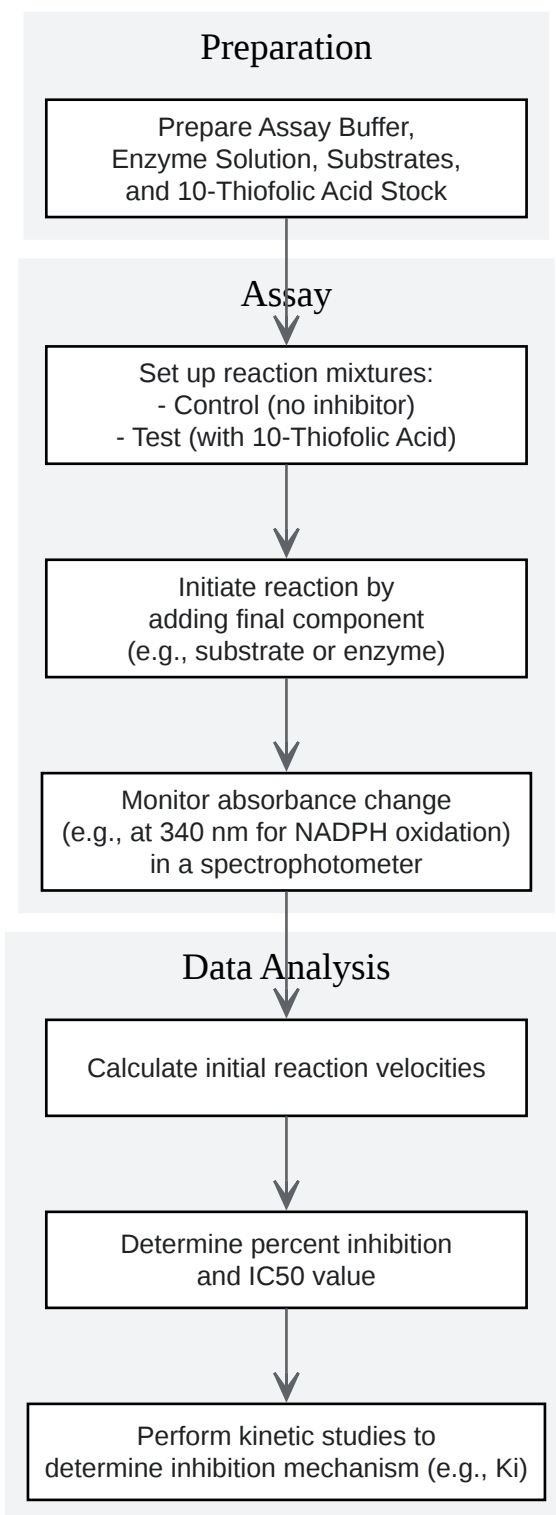 Preparation
Prepare Assay Buffer,
Enzyme Solution, Substrates,
and 10-Thiofolic Acid Stock
Assay
Set up reaction mixtures:
- Control (no inhibitor)
- Test (with 10-Thiofolic Acid)
Initiate reaction by
adding final component
(e.g., substrate or enzyme)
Monitor absorbance change
(e.g., at 340 nm for NADPH oxidation)
in a spectrophotometer
Data Analysis
Calculate initial reaction velocities
Determine percent inhibition
and IC50 value
Perform kinetic studies to
determine inhibition mechanism (e.g., Ki)